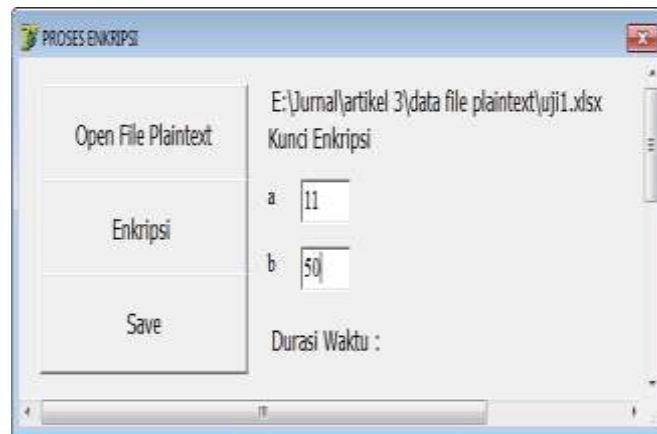 PROSES ENKRIPSI
Open File Plaintext
Enkripsi
Save
E:\Jurnal\artikel 3\data file plaintext\uji1.xlsx
Kunci Enkripsi
a 11
b 50
Durasi Waktu :